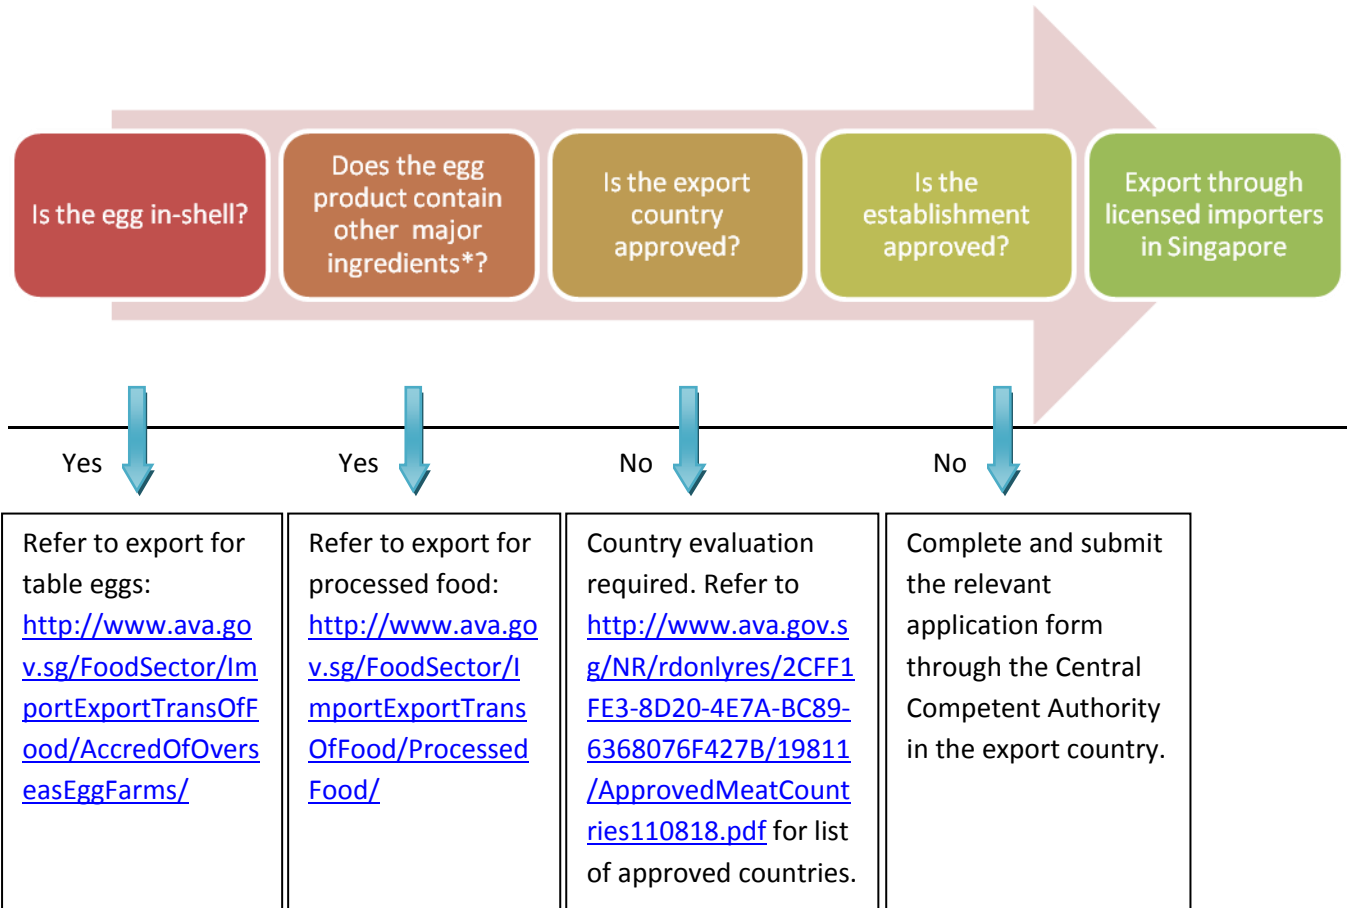 Is the egg in-shell?
Does the egg
product contain
other major
ingredients*?
Is the export
country
approved?
Is the
establishment
approved?
Export through
licensed importers
in Singapore
Yes
Yes
No
No
Refer to export for
table eggs:
http://www.ava.go
v.sg/FoodSector/Im
portExportTransOfF
ood/AccredOfOvers
easEggFarms/
Refer to export for
processed food:
http://www.ava.go
v.sg/FoodSector/I
mportExportTrans
OfFood/Processed
Food/
Country evaluation
required. Refer to
http://www.ava.gov.s
g/NR/rdonlyres/2CFF1
FE3-8D20-4E7A-BC89-
6368076F427B/19811
/ApprovedMeatCount
ries110818.pdf for list
of approved countries.
Complete and submit
the relevant
application form
through the Central
Competent Authority
in the export country.